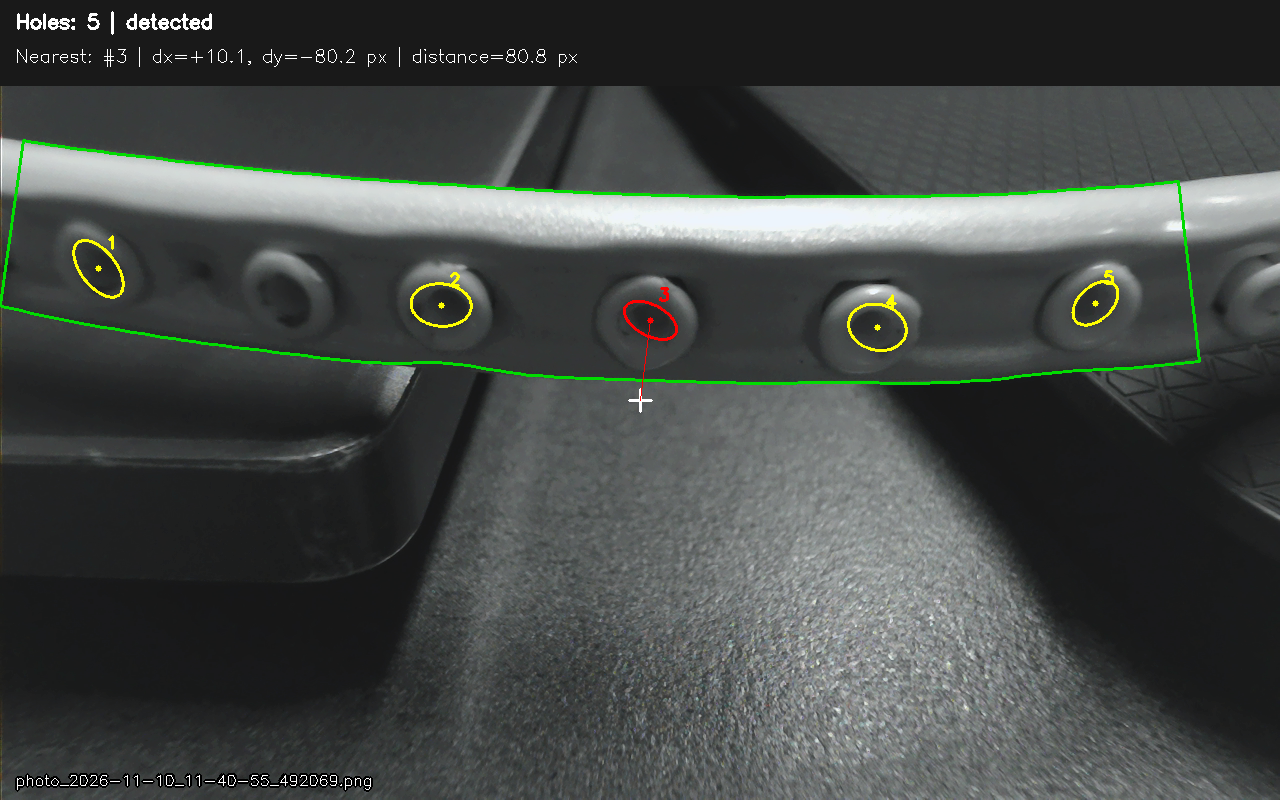 Holes: 5 | detected
Nearest: #3 | dx=+10.1, dy=-80.2 px | distance=80.8 px
1
2
3
4
5
photo_2026-11-10_11-40-55_492069.png